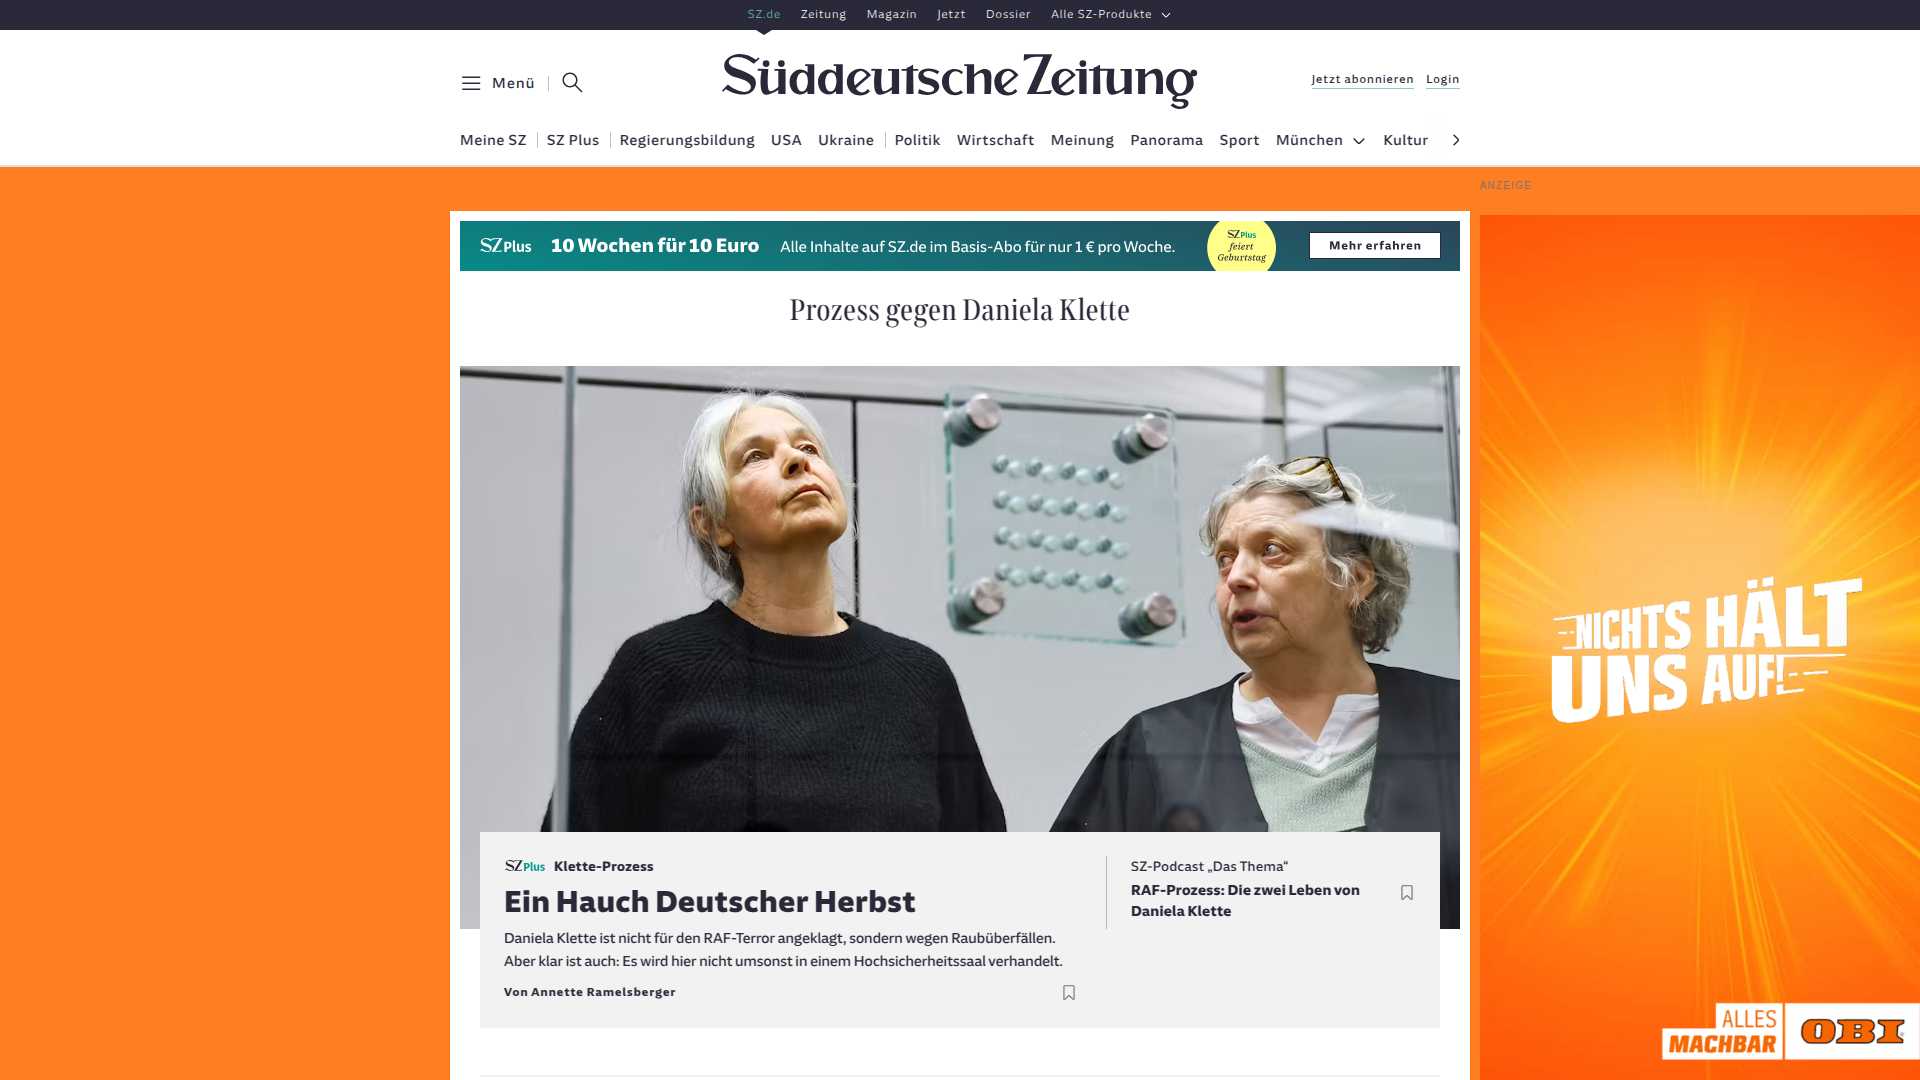 SZ.de Zeitung Magazin Jetzt Dossier Alle SZ-Produkte
Menü
Süddeutsche Zeitung
Jetzt abonnieren Login
Meine SZ SZ Plus Regierungsbildung USA Ukraine Politik Wirtschaft Meinung Panorama Sport München Kultur
ANZEIGE
SZ Plus 10 Wochen für 10 Euro Alle Inhalte auf SZ.de im Basis-Abo für nur 1 € pro Woche.
SZ Plus
feiert
Geburtstag
Mehr erfahren
Prozess gegen Daniela Klette
NICHTS HÄLT
UNS AUF!
SZ Plus Klette-Prozess
Ein Hauch Deutscher Herbst
Daniela Klette ist nicht für den RAF-Terror angeklagt, sondern wegen Raubüberfällen.
Aber klar ist auch: Es wird hier nicht umsonst in einem Hochsicherheitssaal verhandelt.
Von Annette Ramelsberger
SZ-Podcast „Das Thema“
RAF-Prozess: Die zwei Leben von
Daniela Klette
ALLES
MACHBAR
OBI